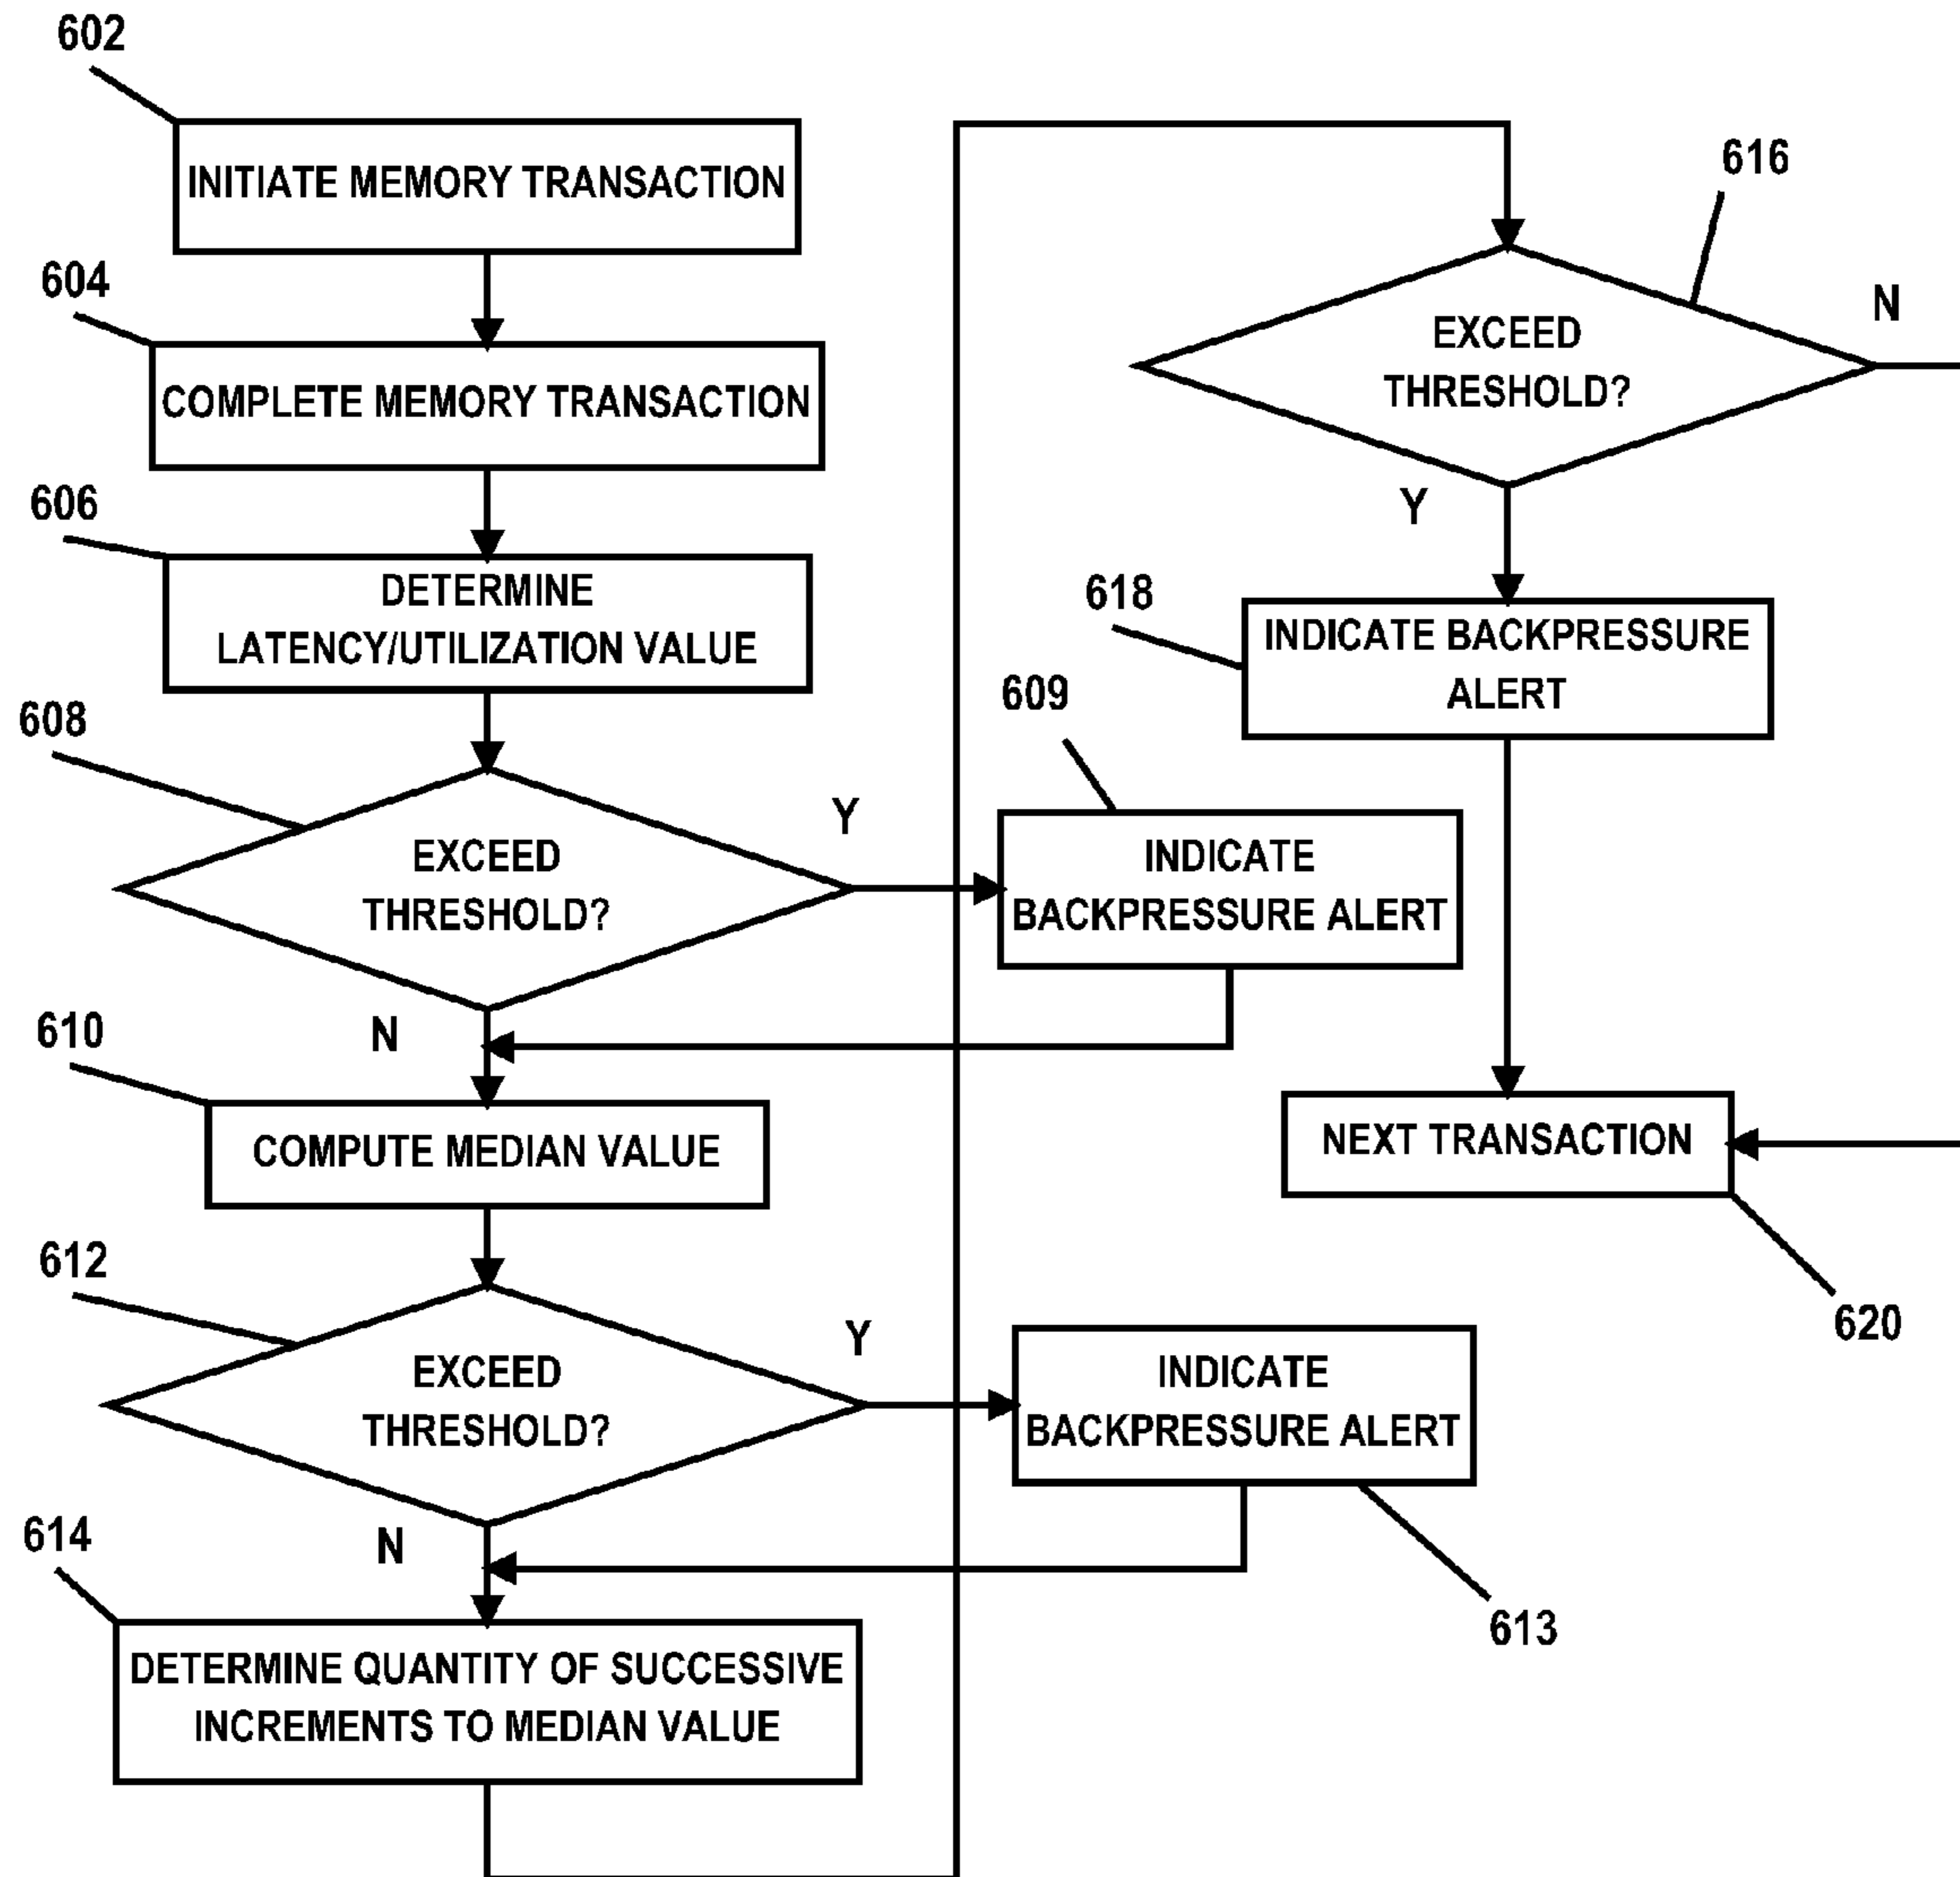 602
INITIATE MEMORY TRANSACTION
604
COMPLETE MEMORY TRANSACTION
606
DETERMINE
LATENCY/UTILIZATION VALUE
608
EXCEED
THRESHOLD?
Y
N
609
INDICATE
BACKPRESSURE ALERT
610
COMPUTE MEDIAN VALUE
612
EXCEED
THRESHOLD?
Y
N
INDICATE
BACKPRESSURE ALERT
613
614
DETERMINE QUANTITY OF SUCCESSIVE
INCREMENTS TO MEDIAN VALUE
616
EXCEED
THRESHOLD?
N
Y
618
INDICATE BACKPRESSURE
ALERT
NEXT TRANSACTION
620